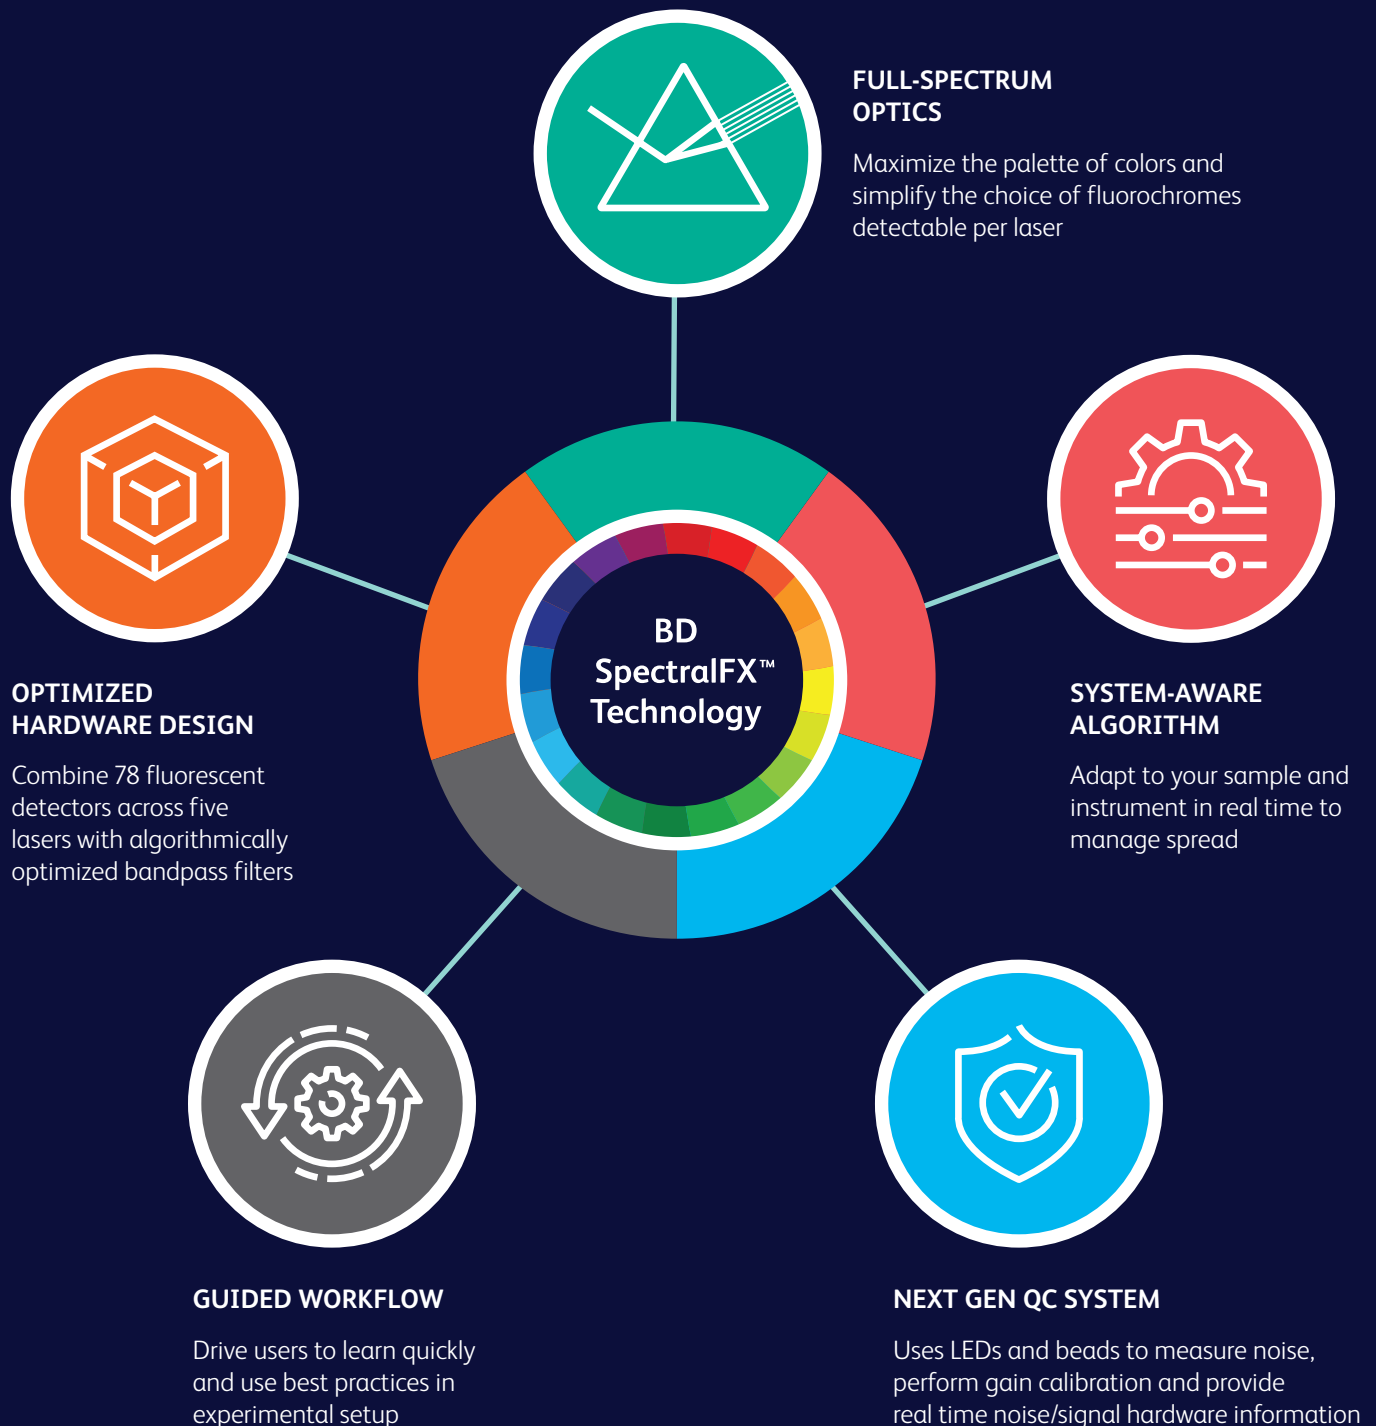 FULL-SPECTRUM
OPTICS
Maximize the palette of colors and
simplify the choice of fluorochromes
detectable per laser
BD
SpectralFX™
Technology
OPTIMIZED
HARDWARE DESIGN
Combine 78 fluorescent
detectors across five
lasers with algorithmically
optimized bandpass filters
SYSTEM-AWARE
ALGORITHM
Adapt to your sample and
instrument in real time to
manage spread
GUIDED WORKFLOW
Drive users to learn quickly
and use best practices in
experimental setup
NEXT GEN QC SYSTEM
Uses LEDs and beads to measure noise,
perform gain calibration and provide
real time noise/signal hardware information